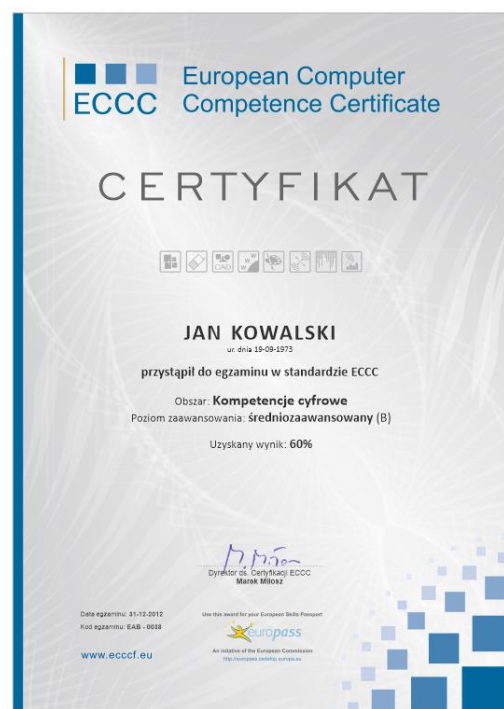 ECCC
European Computer
Competence Certificate
CERTYFIKAT
CAD
W W W
JAN KOWALSKI
ur. dnia 19-09-1973
przystąpił do egzaminu w standardzie ECCC
Obszar: Kompetencje cyfrowe
Poziom zaawansowania: średniozaawansowany (B)
Uzyskany wynik: 60%
Dyrektor ds. Certyfikacji ECCC
Marek Miłosz
Data egzaminu: 31-12-2012
Kod egzaminu: EAB - 0038
www.ecccf.eu
Use this award for your European Skills Passport
europass
An initiative of the European Commission